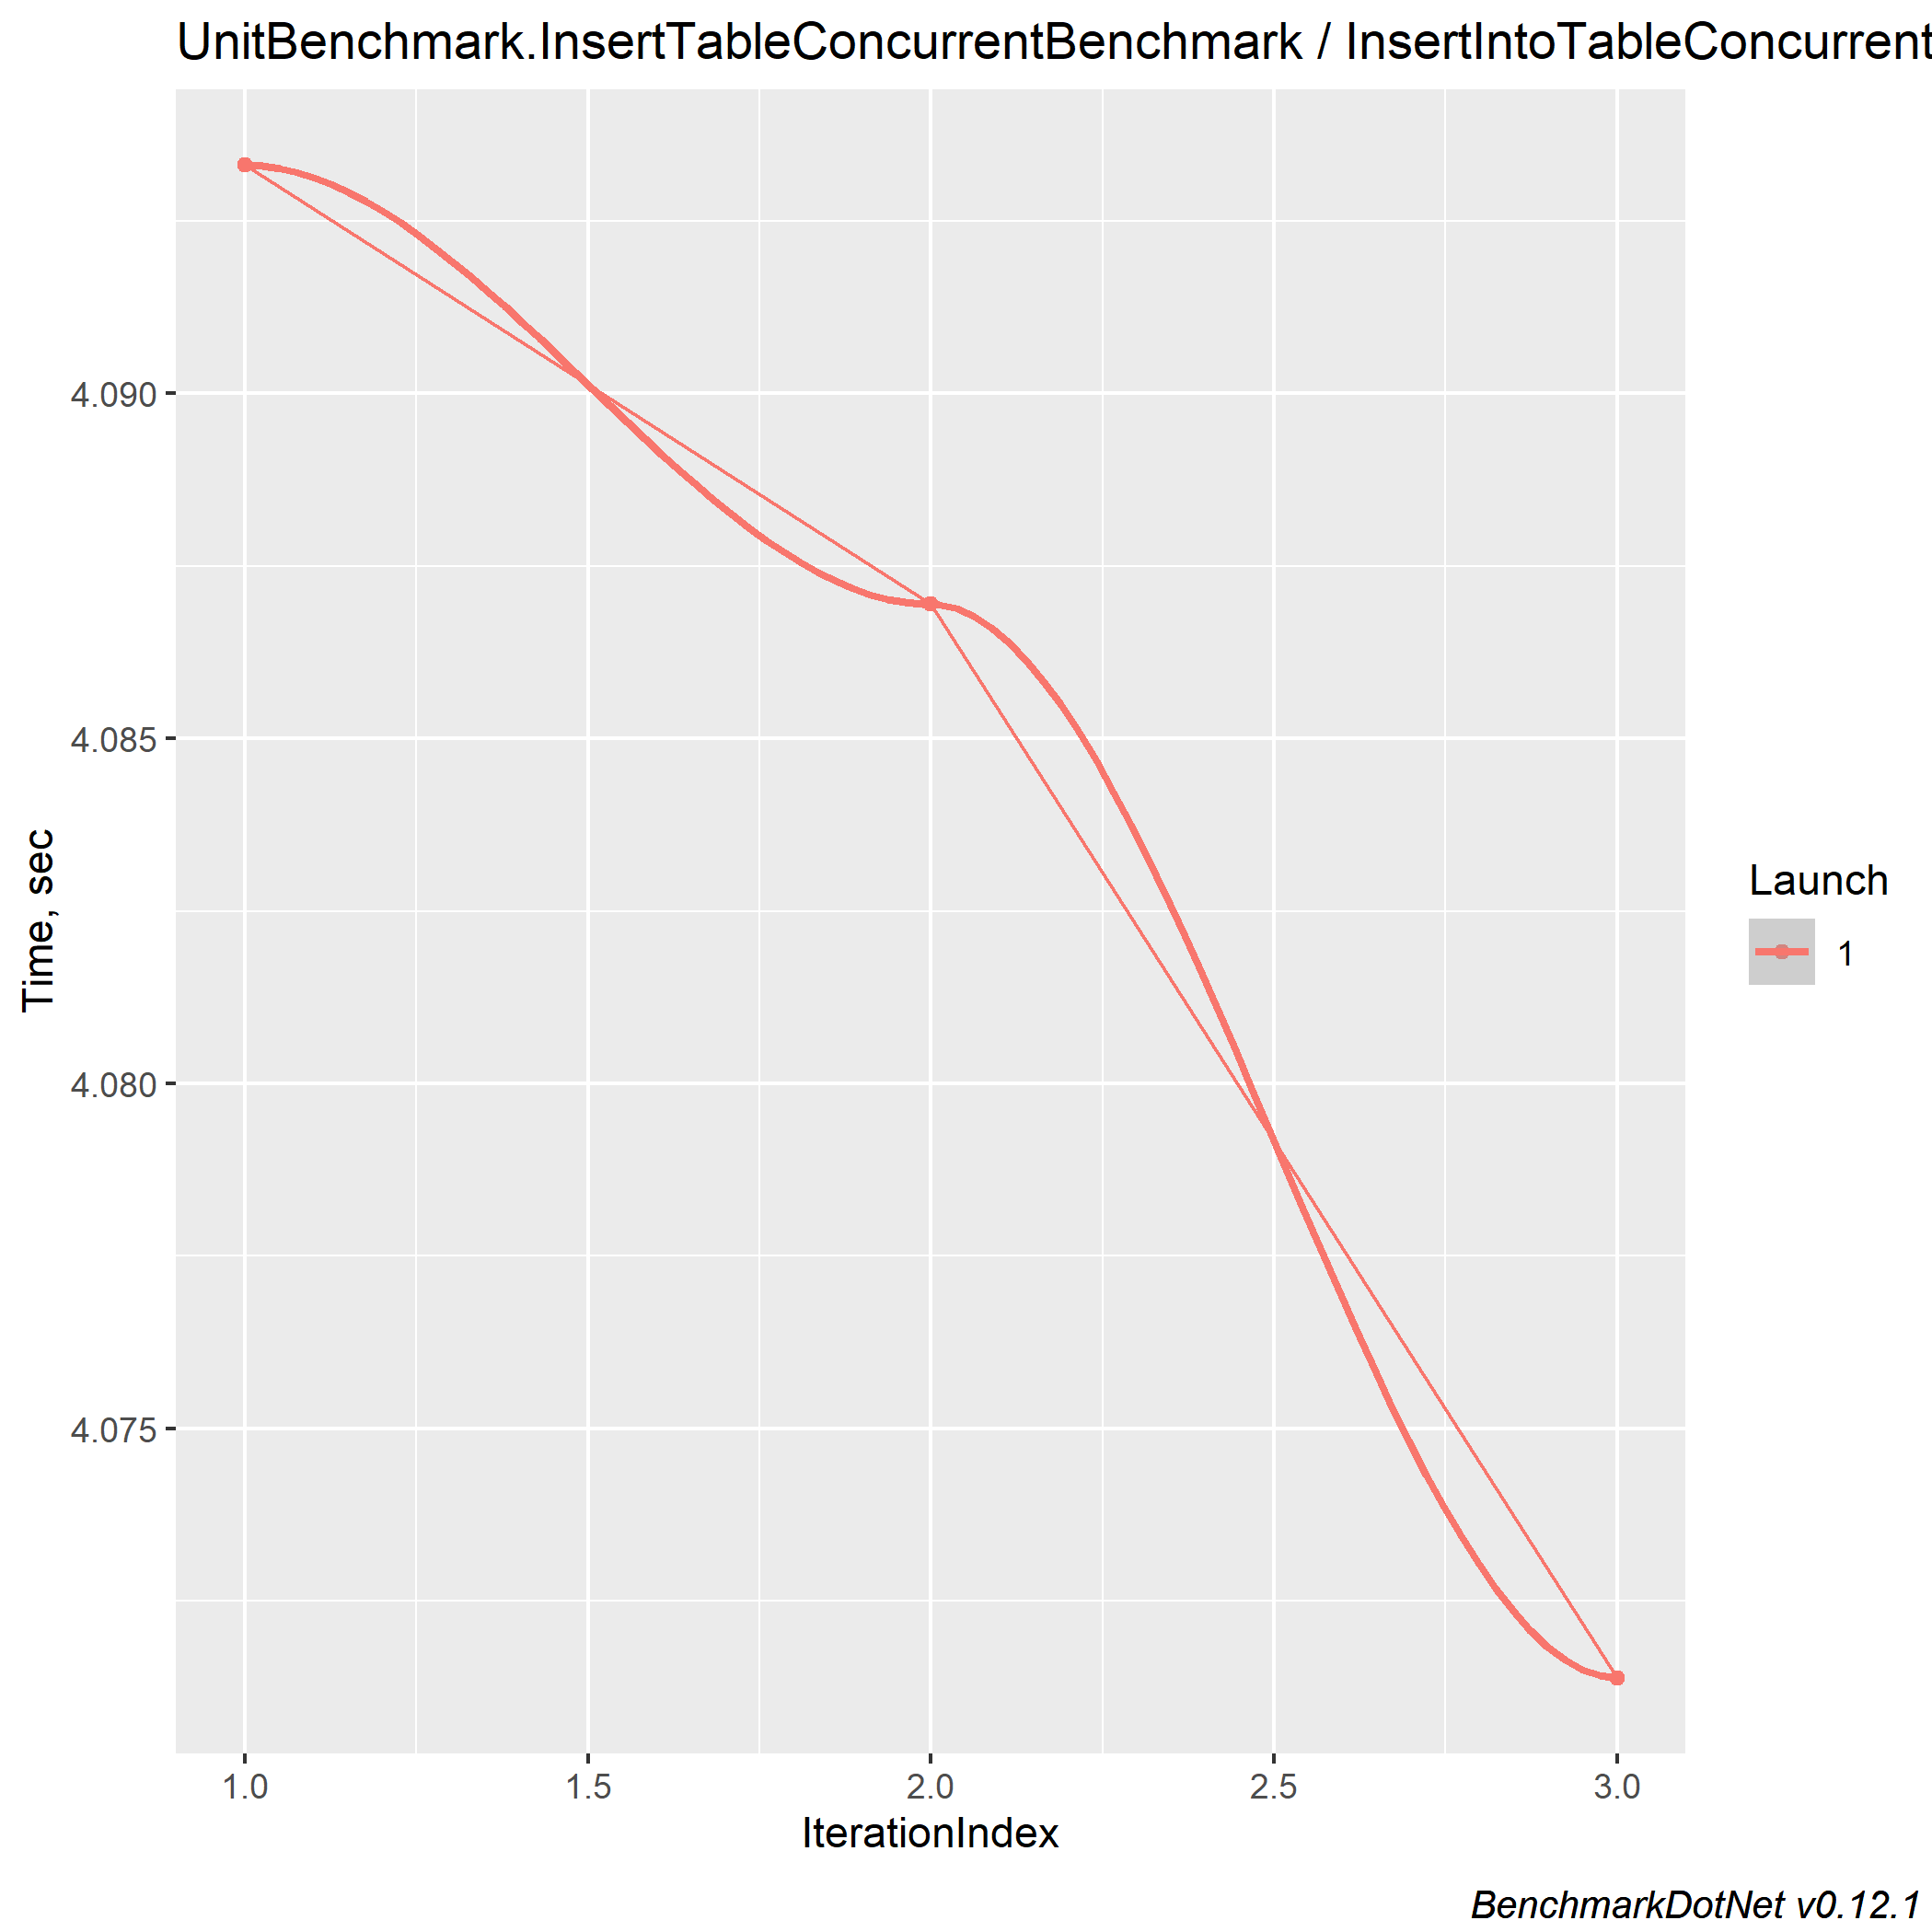 UnitBenchmark.InsertTableConcurrentBenchmark / InsertIntoTableConcurrent
4.090
4.085
4.080
4.075
Time, sec
1.0 1.5 2.0 2.5 3.0
IterationIndex
Launch
1
BenchmarkDotNet v0.12.1